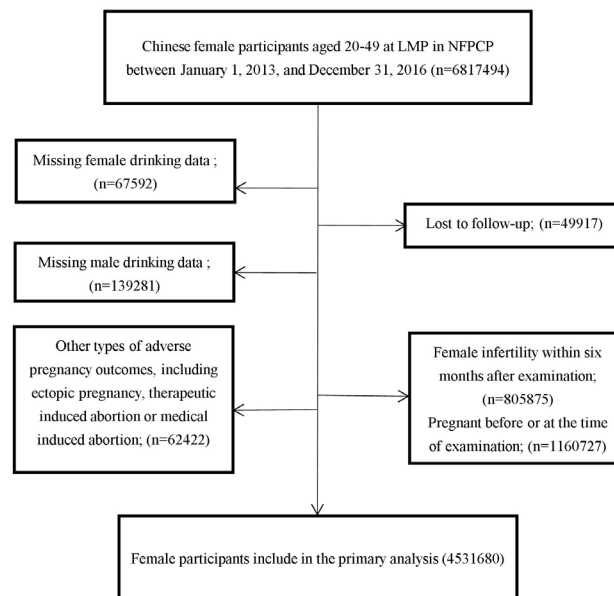 Chinese female participants aged 20-49 at LMP in NFPCP
between January 1, 2013, and December 31, 2016 (n=6817494)
Missing female drinking data ;
(n=67592)
Lost to follow-up; (n=49917)
Missing male drinking data ;
(n=139281)
Other types of adverse
pregnancy outcomes, including
ectopic pregnancy, therapeutic
induced abortion or medical
induced abortion; (n=62422)
Female infertility within six
months after examination;
(n=805875)
Pregnant before or at the time
of examination; (n=1160727)
Female participants include in the primary analysis (4531680)